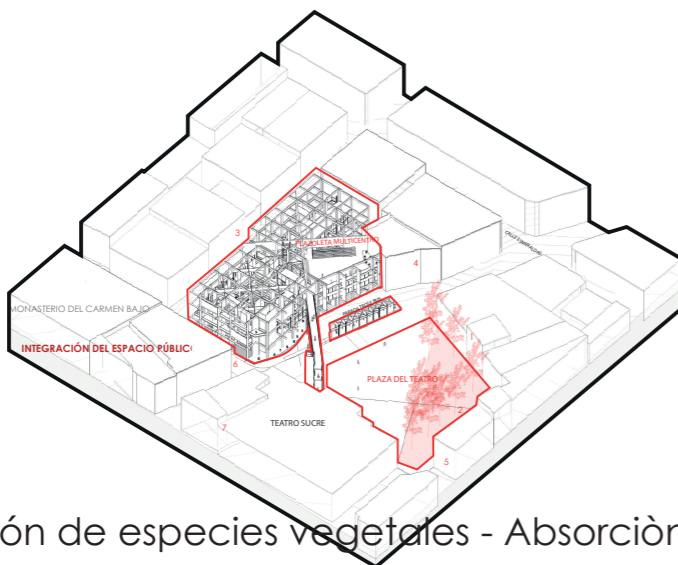 3
PLAZOLETA MULTICENTRO
CALLE ESMERALDAS
4
MONASTERIO DEL CARMEN BAJO
INTEGRACIÓN DEL ESPACIO PÚBLIC
6
PLAZA DEL TEATRO
2
7
TEATRO SUCRE
5
ón de especies vegetales - Absorciòn